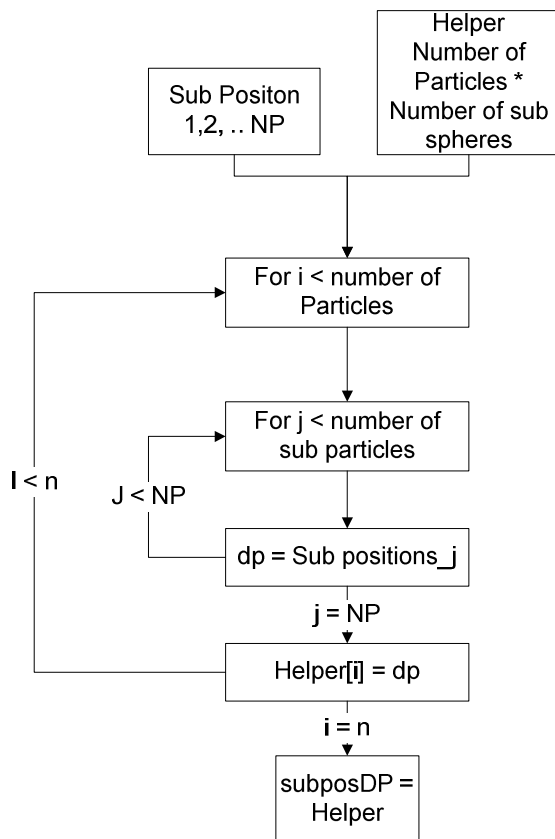 Sub Positon
1,2, .. NP
Helper
Number of
Particles *
Number of sub
spheres
For i < number of
Particles
For j < number of
sub particles
I < n
J < NP
dp = Sub positions_j
j = NP
Helper[i] = dp
i = n
subposDP =
Helper